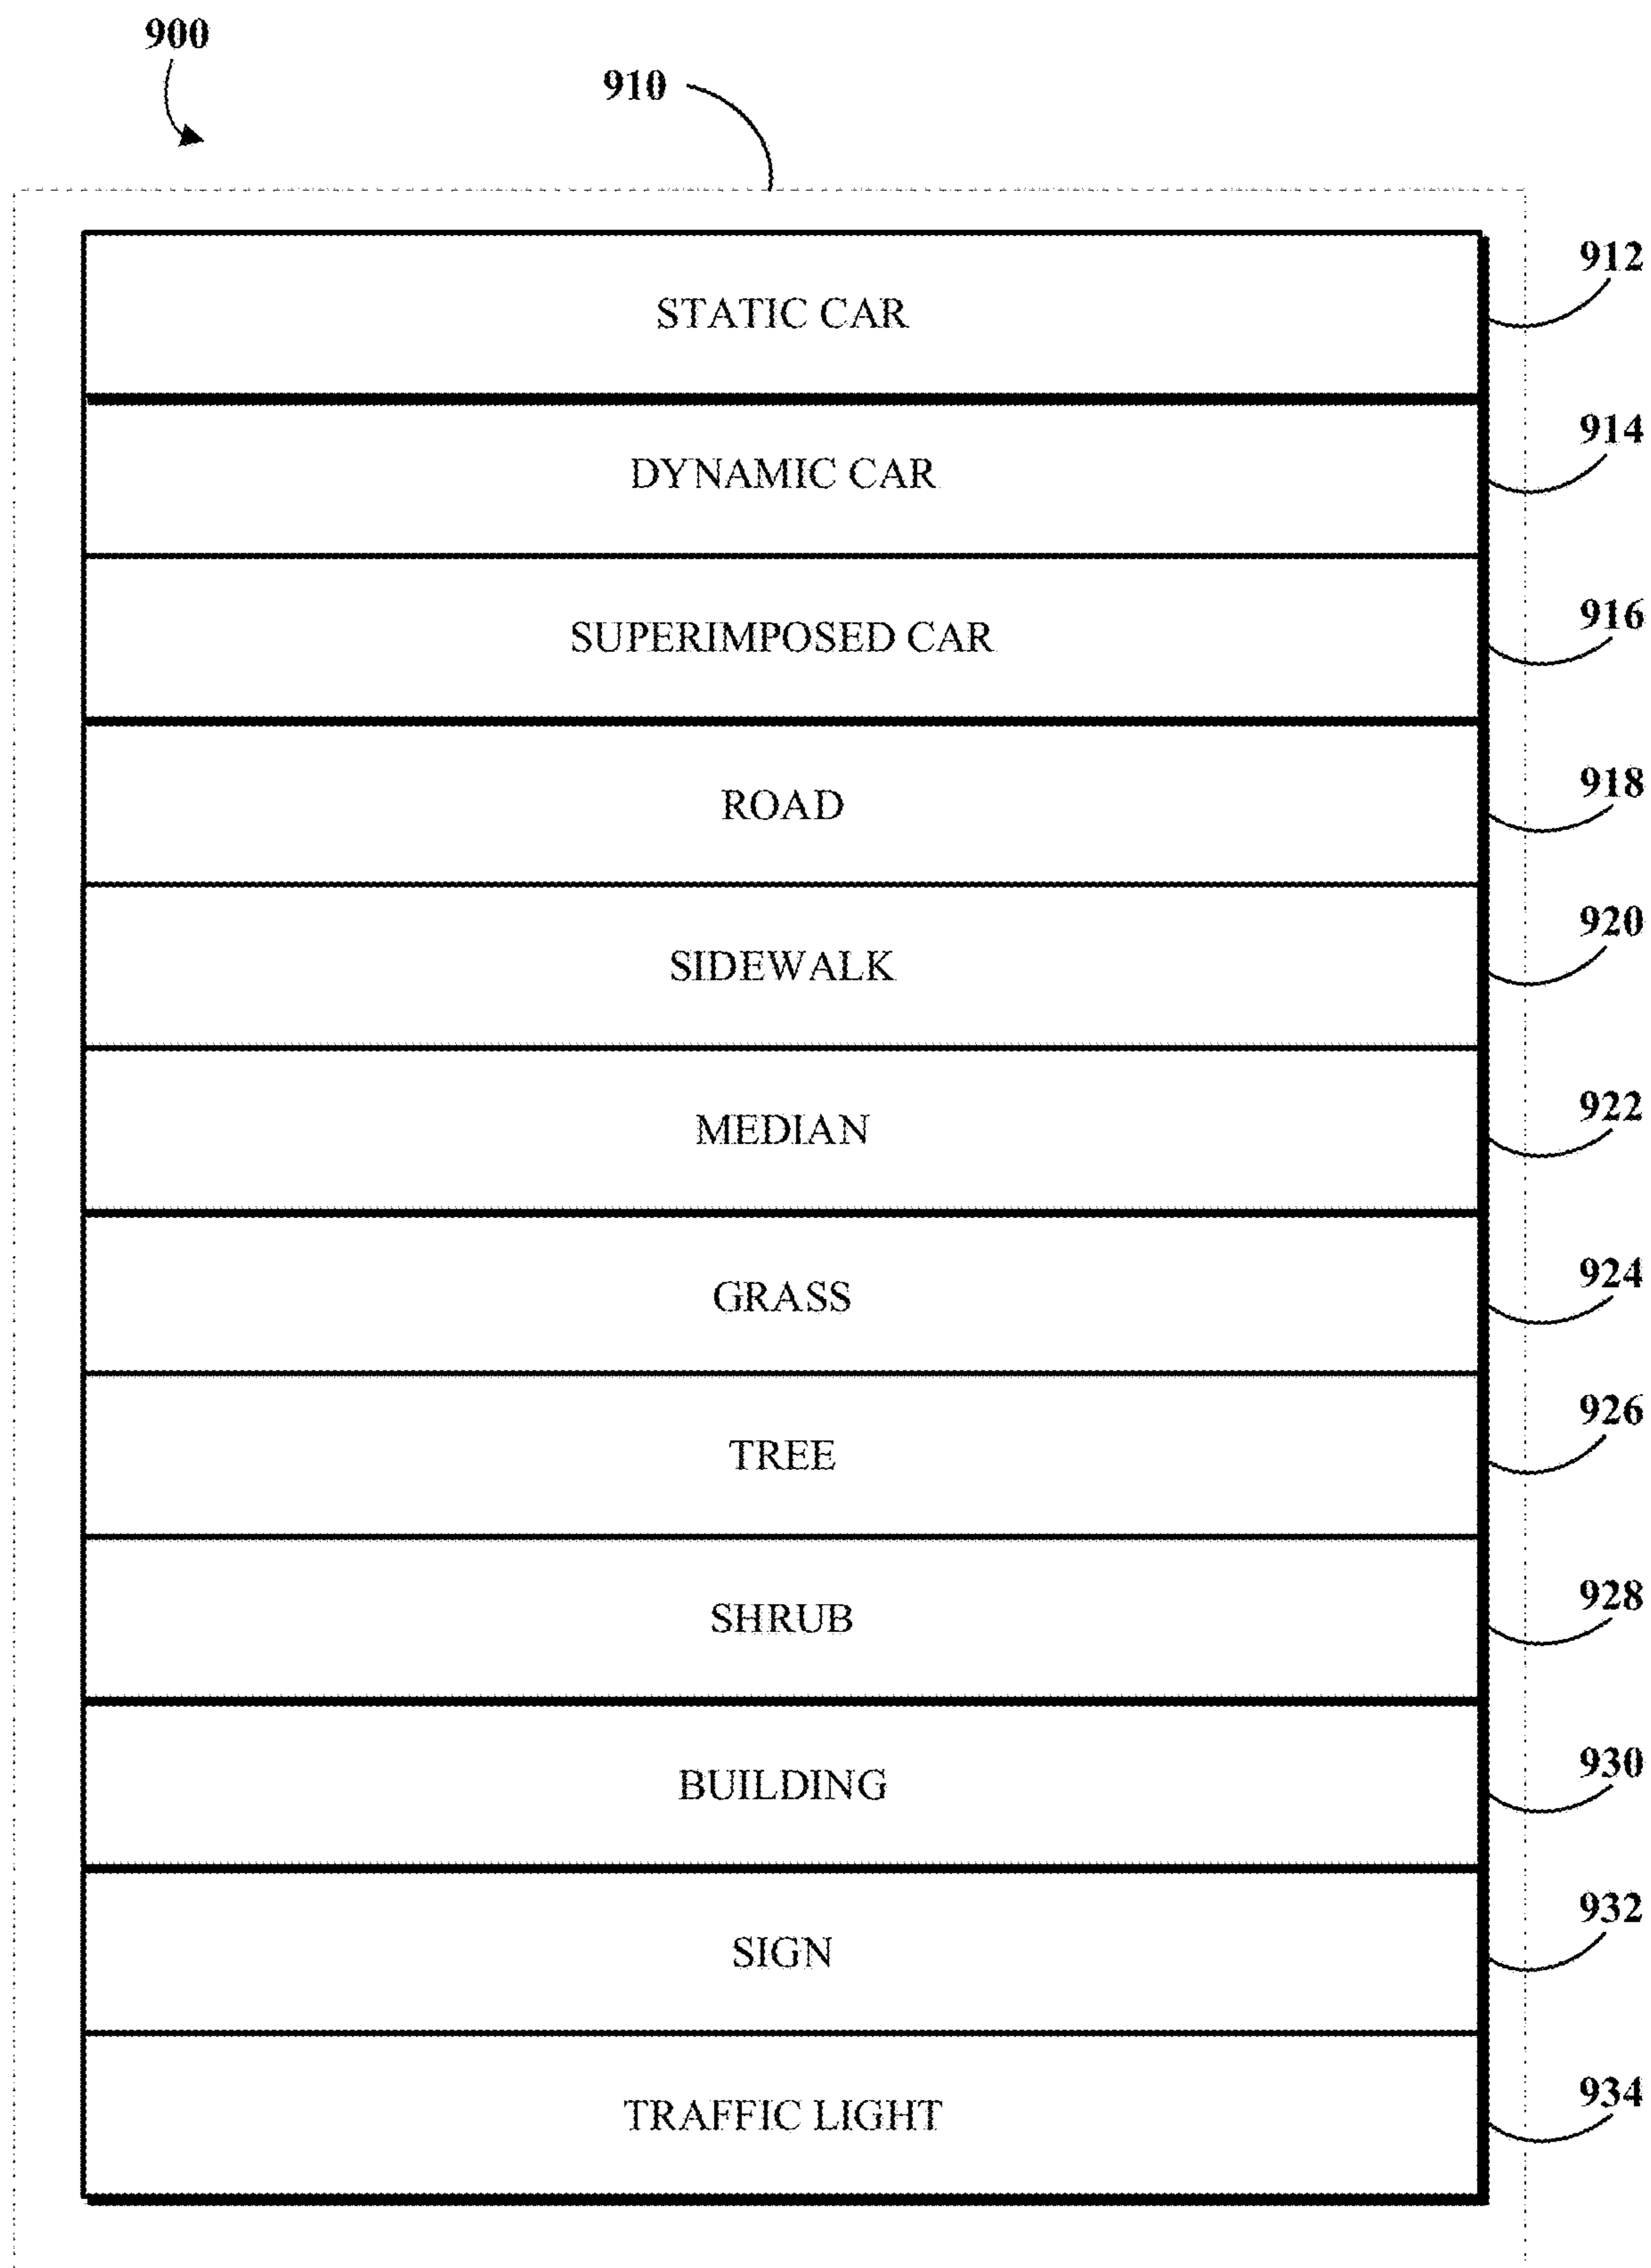 900
910
STATIC CAR 912
DYNAMIC CAR 914
SUPERIMPOSED CAR 916
ROAD 918
SIDEWALK 920
MEDIAN 922
GRASS 924
TREE 926
SHRUB 928
BUILDING 930
SIGN 932
TRAFFIC LIGHT 934